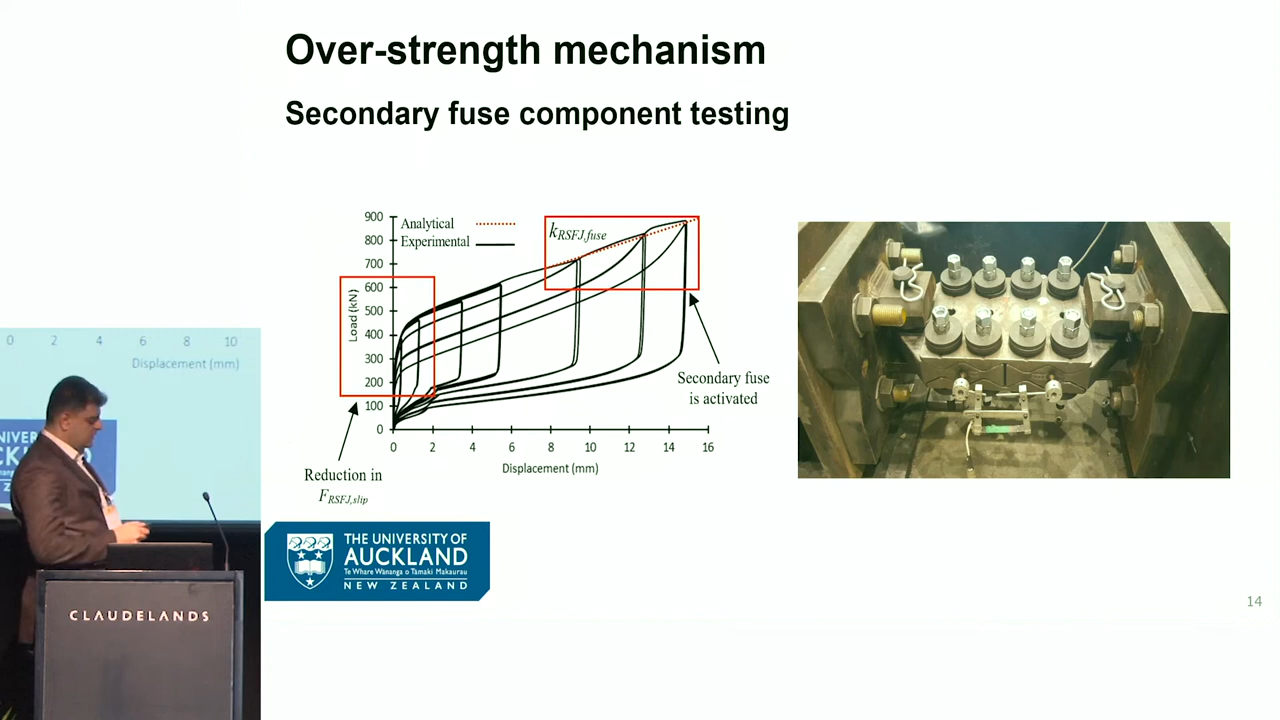 Over-strength mechanism
Secondary fuse component testing
900
800
700
600
500
400
300
200
100
0
Load (kN)
Analytical
Experimental
kRSFJ,fuse
0 2 4 6 8 10 12 14 16
Displacement (mm)
Secondary fuse
is activated
Reduction in
FRSFJ,slip
THE UNIVERSITY OF
AUCKLAND
Te Whare Wānanga o Tāmaki Makaurau
NEW ZEALAND
14
0 2 4 6 8 10
Displacement (mm)
CLAUDELANDS